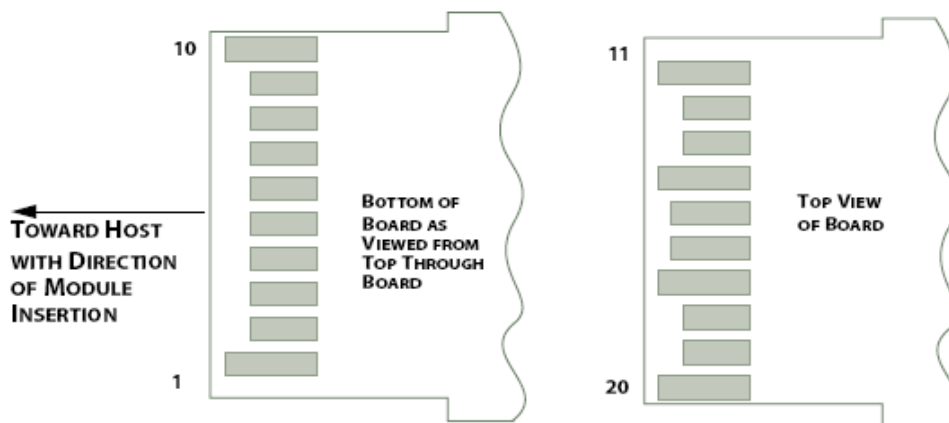 10
1
TOWARD HOST
WITH DIRECTION
OF MODULE
INSERTION
BOTTOM OF
BOARD AS
VIEWED FROM
TOP THROUGH
BOARD
11
20
TOP VIEW
OF BOARD